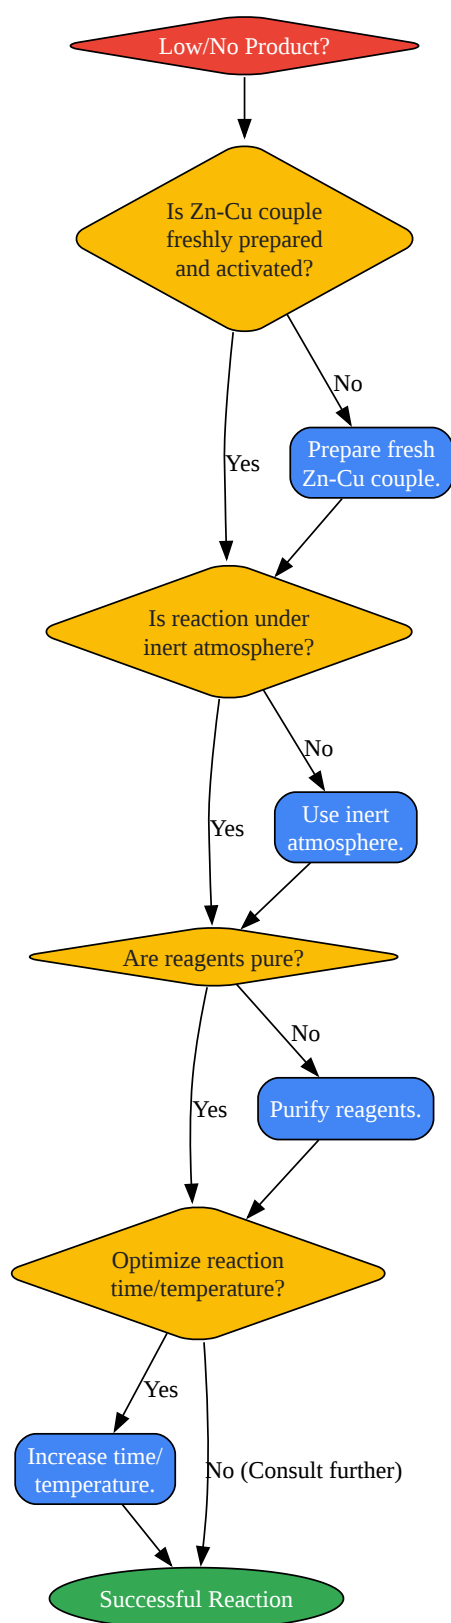 Low/No Product?
Is Zn-Cu couple
freshly prepared
and activated?
No
Prepare fresh
Zn-Cu couple.
Yes
Is reaction under
inert atmosphere?
No
Use inert
atmosphere.
Yes
Are reagents pure?
No
Purify reagents.
Yes
Optimize reaction
time/temperature?
Yes
Increase time/
temperature.
No (Consult further)
Successful Reaction